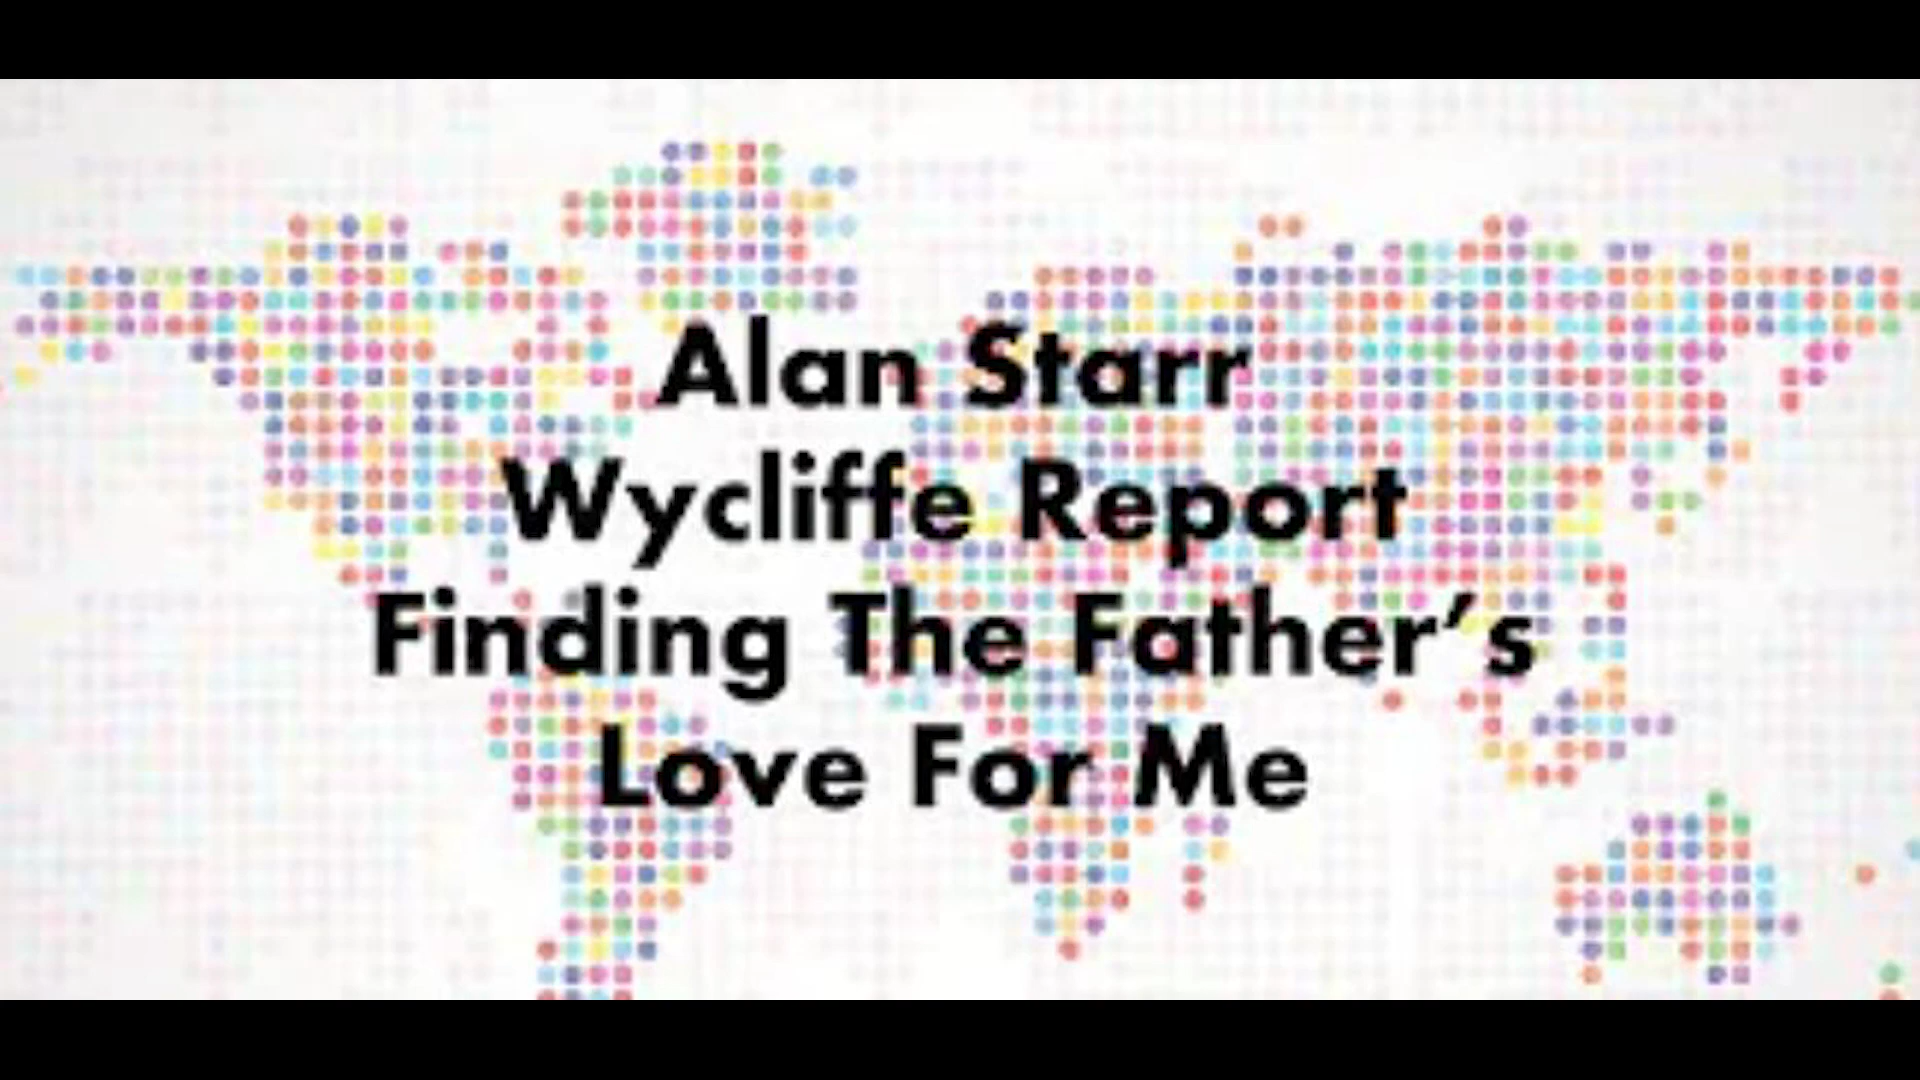 Alan Starr
Wycliffe Report
Finding The Father’s
Love For Me